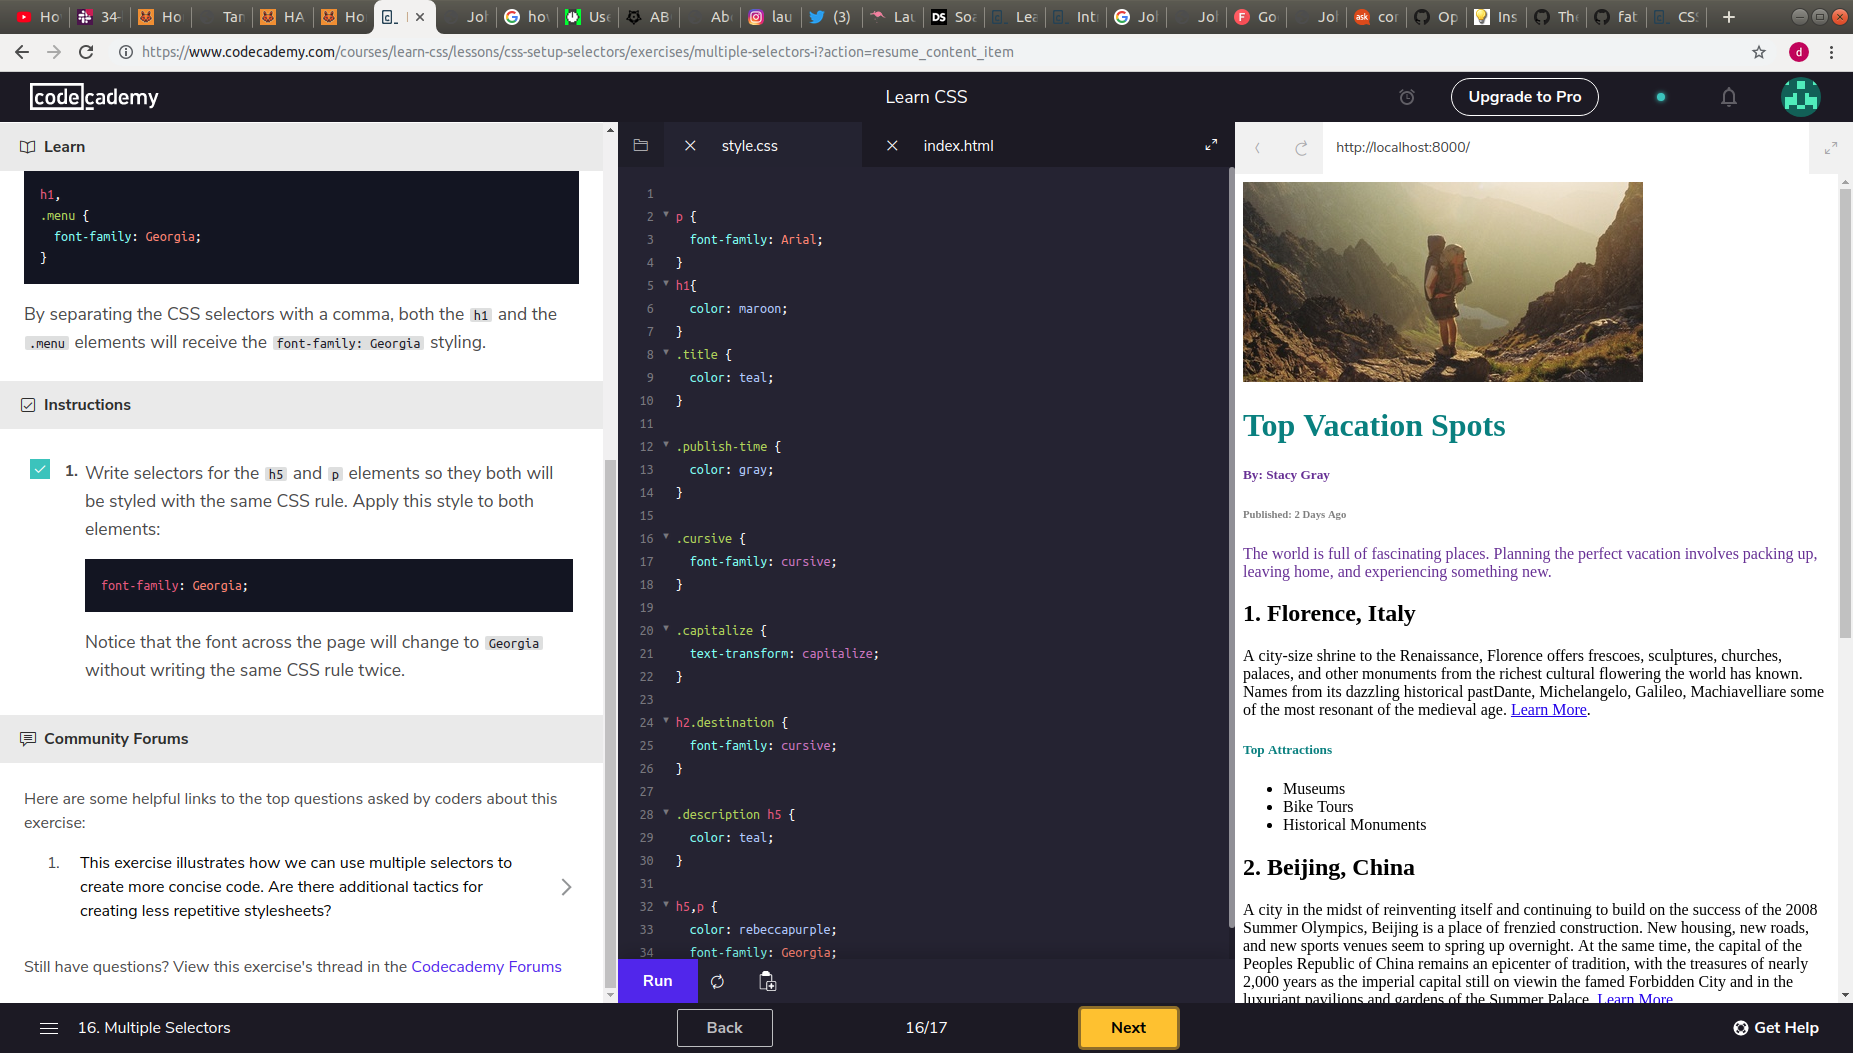 Ho
34-
Ho
Tar
HA
Ho
Jol
hov
Use
AB
Abo
lau
(3)
Lau
DS Soa
Lea
Intr
Jol
Jol
F Go
Jol
ask cor
Op
Ins
The
fat
CSS
https://www.codecademy.com/courses/learn-css/lessons/css-setup-selectors/exercises/multiple-selectors-i?action=resume_content_item
d
codecademy
Learn CSS
Upgrade to Pro
Learn
h1,
.menu {
font-family: Georgia;
}
By separating the CSS selectors with a comma, both the h1 and the
.menu elements will receive the font-family: Georgia styling.
Instructions
1. Write selectors for the h5 and p elements so they both will
be styled with the same CSS rule. Apply this style to both
elements:
font-family: Georgia;
Notice that the font across the page will change to Georgia
without writing the same CSS rule twice.
Community Forums
Here are some helpful links to the top questions asked by coders about this
exercise:
1. This exercise illustrates how we can use multiple selectors to
create more concise code. Are there additional tactics for
creating less repetitive stylesheets?
Still have questions? View this exercise's thread in the Codecademy Forums
style.css
index.html
1
2 p {
3 font-family: Arial;
4 }
5 h1{
6 color: maroon;
7 }
8 .title {
9 color: teal;
10 }
11
12 .publish-time {
13 color: gray;
14 }
15
16 .cursive {
17 font-family: cursive;
18 }
19
20 .capitalize {
21 text-transform: capitalize;
22 }
23
24 h2.destination {
25 font-family: cursive;
26 }
27
28 .description h5 {
29 color: teal;
30 }
31
32 h5,p {
33 color: rebeccapurple;
34 font-family: Georgia;
Run
http://localhost:8000/
Top Vacation Spots
By: Stacy Gray
Published: 2 Days Ago
The world is full of fascinating places. Planning the perfect vacation involves packing up,
leaving home, and experiencing something new.
1. Florence, Italy
A city-size shrine to the Renaissance, Florence offers frescoes, sculptures, churches,
palaces, and other monuments from the richest cultural flowering the world has known.
Names from its dazzling historical pastDante, Michelangelo, Galileo, Machiavelliare some
of the most resonant of the medieval age. Learn More.
Top Attractions
• Museums
• Bike Tours
• Historical Monuments
2. Beijing, China
A city in the midst of reinventing itself and continuing to build on the success of the 2008
Summer Olympics, Beijing is a place of frenzied construction. New housing, new roads,
and new sports venues seem to spring up overnight. At the same time, the capital of the
Peoples Republic of China remains an epicenter of tradition, with the treasures of nearly
2,000 years as the imperial capital still on viewin the famed Forbidden City and in the
luxuriant pavilions and gardens of the Summer Palace. Learn More
16. Multiple Selectors
Back
16/17
Next
Get Help